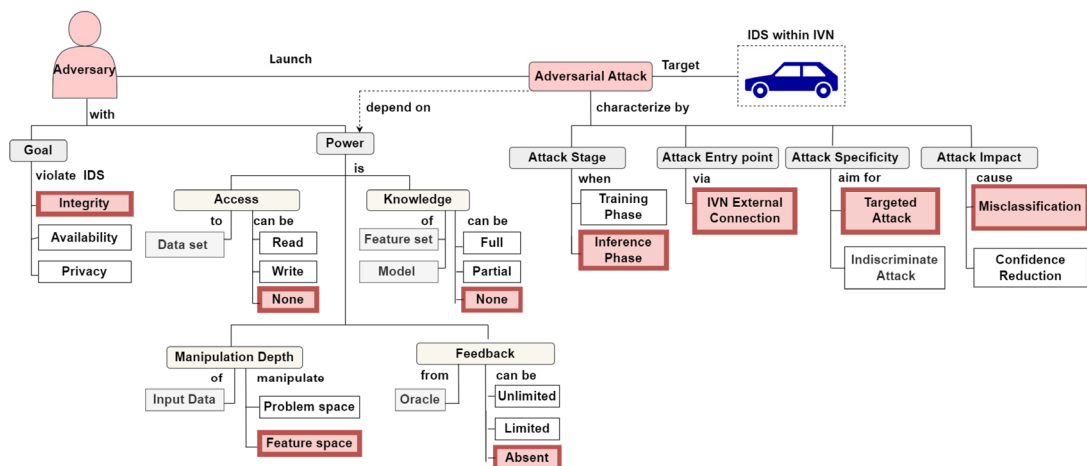 IDS within IVN
Launch
Adversary
Adversarial Attack
Target
depend on
characterize by
with
Goal
Power
Attack Stage
Attack Entry point
Attack Specificity
Attack Impact
violate IDS
is
when
via
aim for
cause
Integrity
Access
Knowledge
Training
Phase
IVN External
Connection
Targeted
Attack
Misclassification
to
can be
of
can be
Availability
Data set
Read
Feature set
Full
Inference
Phase
Indiscriminate
Attack
Confidence
Reduction
Privacy
Write
Model
Partial
None
None
Manipulation Depth
Feedback
of
manipulate
from
can be
Input Data
Problem space
Oracle
Unlimited
Limited
Feature space
Absent